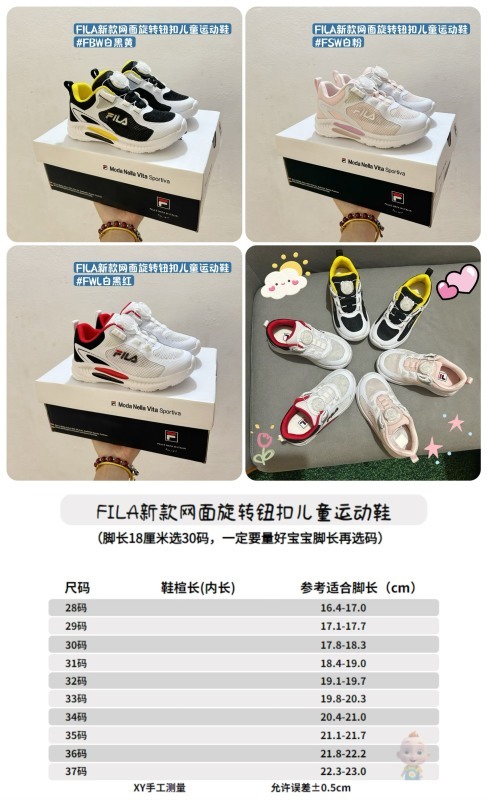 FILA新款网面旋转钮扣儿童运动鞋
#FBW白黑黄
FILA
Moda Nella Vita Sportiva
FILA新款网面旋转钮扣儿童运动鞋
#FSW白粉
FILA
Moda Nella Vita Sportiva
FILA新款网面旋转钮扣儿童运动鞋
#FWL白黑红
FILA
Moda Nella Vita Sportiva
FILA新款网面旋转钮扣儿童运动鞋
（脚长18厘米选30码，一定要量好宝宝脚长再选码）
尺码 鞋楦长(内长) 参考适合脚长（cm）
28码 16.4-17.0
29码 17.1-17.7
30码 17.8-18.3
31码 18.4-19.0
32码 19.1-19.7
33码 19.8-20.3
34码 20.4-21.0
35码 21.1-21.7
36码 21.8-22.2
37码 22.3-23.0
XY手工测量 允许误差±0.5cm